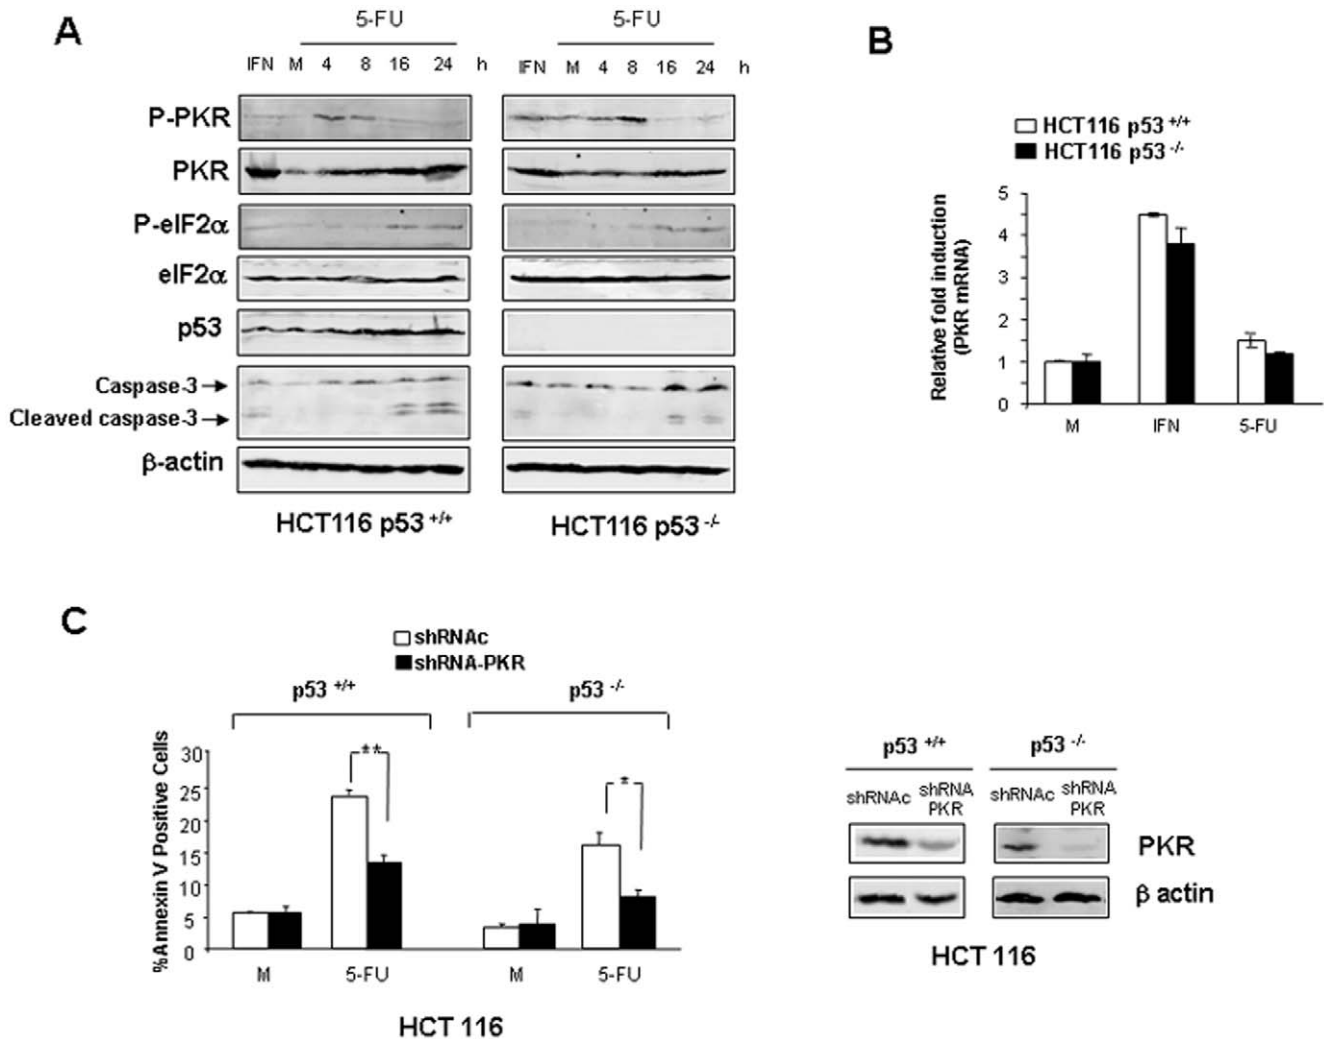 A
5-FU
5-FU
IFN M 4 8 16 24 h
IFN M 4 8 16 24 h
P-PKR
PKR
P-eIF2α
eIF2α
p53
Caspase-3
Cleaved caspase-3
β-actin
HCT116 p53 +/+
HCT116 p53 -/-
B
HCT116 p53 +/+
HCT116 p53 -/-
Relative fold induction
(PKR mRNA)
5
4
3
2
1
0
M IFN 5-FU
C
shRNAc
shRNA-PKR
p53 +/+
p53 -/-
%Annexin V Positive Cells
30
25
20
15
10
5
0
**
*
M 5-FU M 5-FU
HCT 116
p53 +/+
p53 -/-
shRNAc shRNA PKR
shRNAc shRNA PKR
PKR
β actin
HCT 116